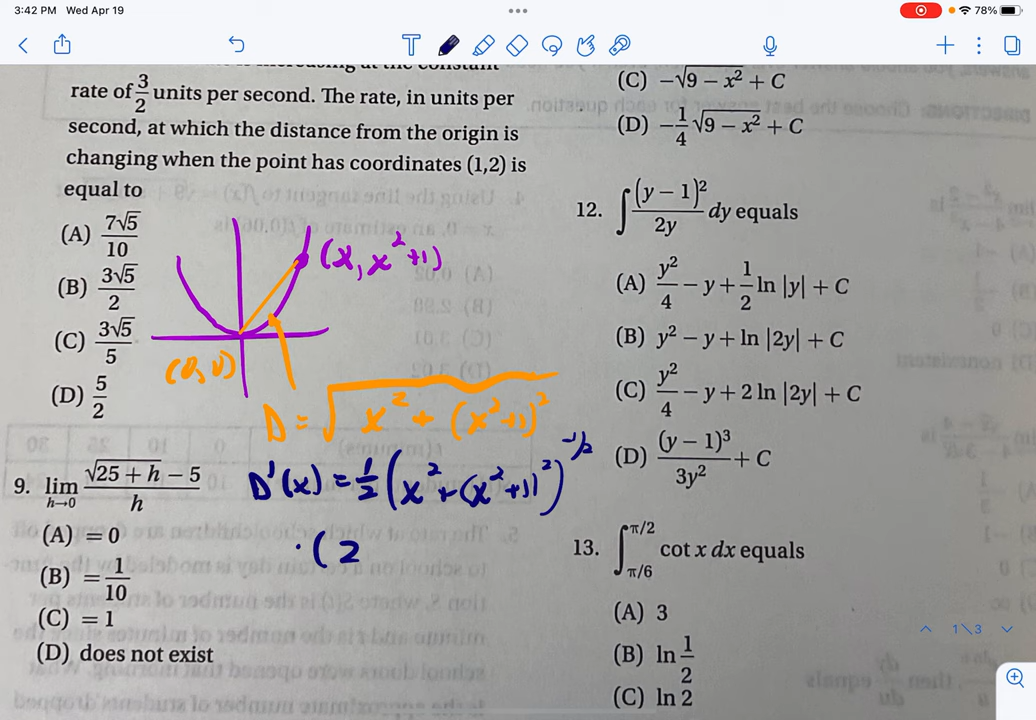 3:42 PM Wed Apr 19
78%
rate of 3/2 units per second. The rate, in units per
second, at which the distance from the origin is
changing when the point has coordinates (1,2) is
equal to
(A) 7√5/10
(B) 3√5/2
(C) 3√5/5
(D) 5/2
(x, x²+1)
(0,0)
D = √(x² + (x²+1)²)
D'(x) = 1/2 (x² + (x²+1)²)^(-1/2)
· (2
9. lim h→0 (√(25 + h) − 5)/h
(A) = 0
(B) = 1/10
(C) = 1
(D) does not exist
(C) −√(9 − x²) + C
(D) −1/4 √(9 − x²) + C
12. ∫ (y − 1)²/2y dy equals
(A) y²/4 − y + 1/2 ln |y| + C
(B) y² − y + ln |2y| + C
(C) y²/4 − y + 2 ln |2y| + C
(D) (y − 1)³/3y² + C
13. ∫ π/6 π/2 cot x dx equals
(A) 3
(B) ln 1/2
(C) ln 2
1\3